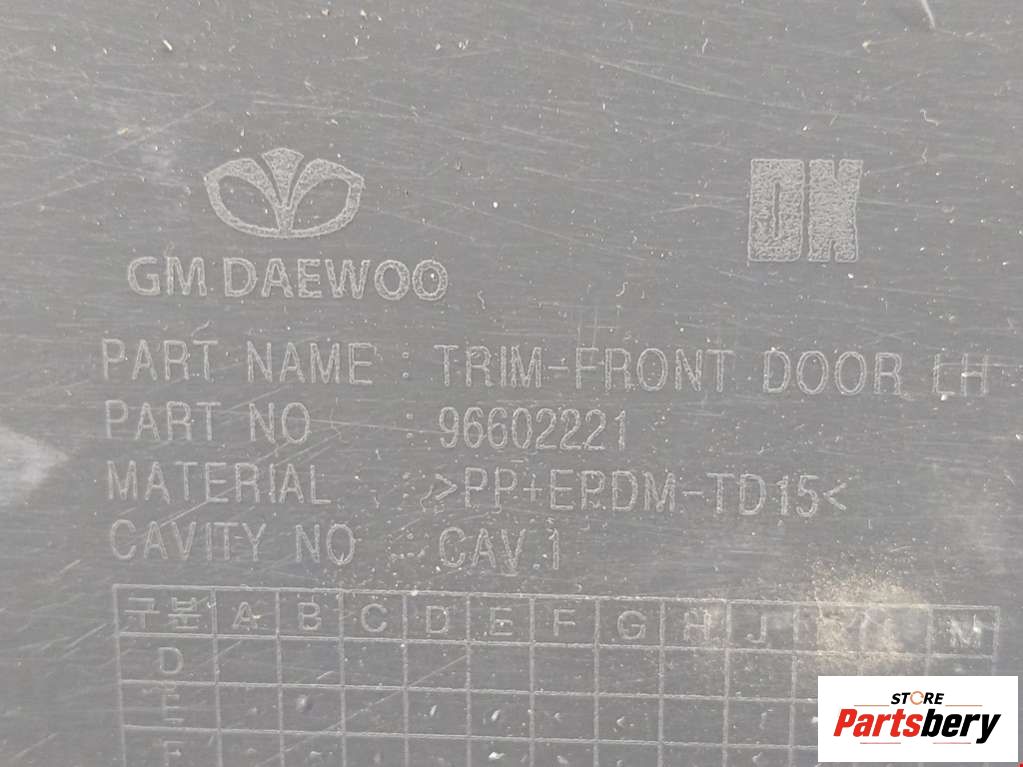 DK
GM DAEWOO
PART NAME : TRIM-FRONT DOOR LH
PART NO : 96602221
MATERIAL : >PP+EPDM-TD15<
CAVITY NO : CAV 1
구분 A B C D E F G H J K L M
D
E
F
STORE
Partsbery